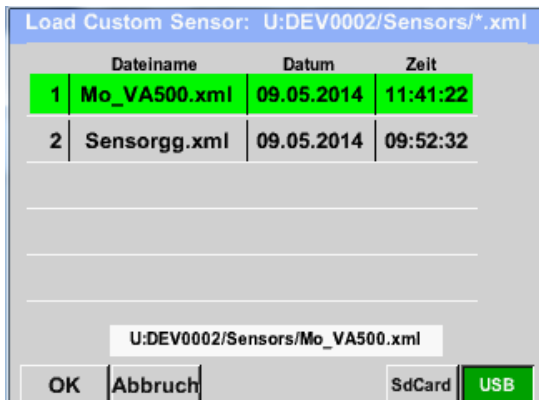 Load Custom Sensor: U:DEV0002/Sensors/*.xml
Dateiname Datum Zeit
1 Mo_VA500.xml 09.05.2014 11:41:22
2 Sensorgg.xml 09.05.2014 09:52:32
U:DEV0002/Sensors/Mo_VA500.xml
OK Abbruch SdCard USB